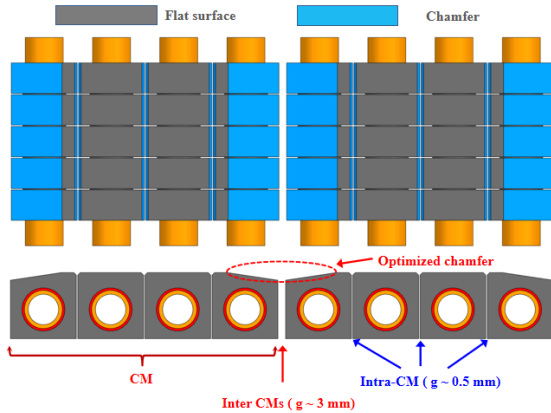 Flat surface
Chamfer
Optimized chamfer
CM
Intra-CM ( g ~ 0.5 mm)
Inter CMs ( g ~ 3 mm)